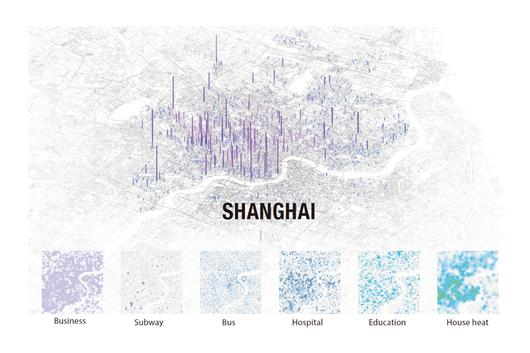 SHANGHAI
Business
Subway
Bus
Hospital
Education
House heat